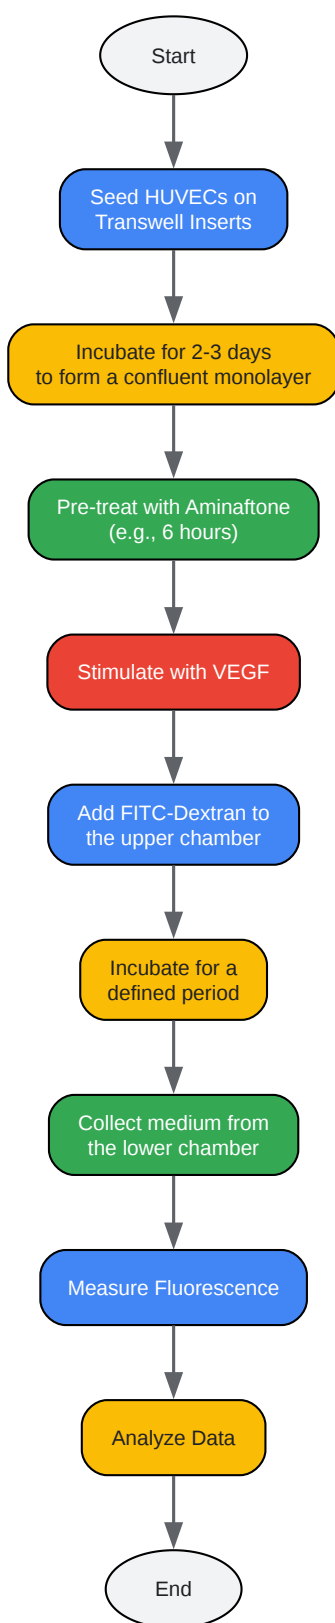 Start
Seed HUVECs on
Transwell Inserts
Incubate for 2-3 days
to form a confluent monolayer
Pre-treat with Aminaftone
(e.g., 6 hours)
Stimulate with VEGF
Add FITC-Dextran to
the upper chamber
Incubate for a
defined period
Collect medium from
the lower chamber
Measure Fluorescence
Analyze Data
End